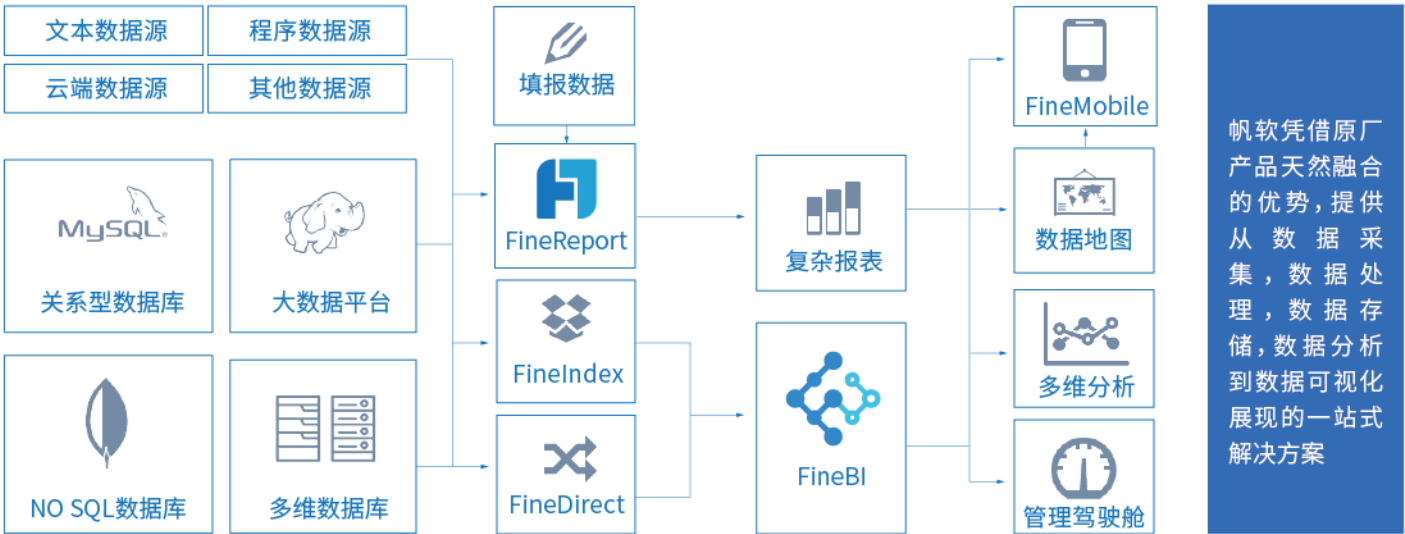 文本数据源
程序数据源
云端数据源
其他数据源
MySQL®
关系型数据库
大数据平台
NO SQL数据库
多维数据库
填报数据
FineReport
FineIndex
FineDirect
复杂报表
FineBI
FineMobile
数据地图
多维分析
管理驾驶舱
帆软凭借原厂
产品天然融合
的优势，提供
从数据采
集，数据处
理，数据存
储，数据分析
到数据可视化
展现的一站式
解决方案